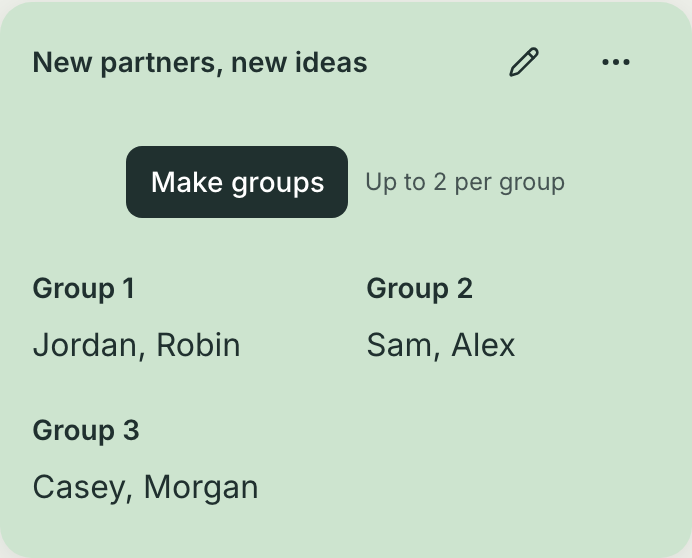 New partners, new ideas
Make groups Up to 2 per group
Group 1
Jordan, Robin
Group 2
Sam, Alex
Group 3
Casey, Morgan